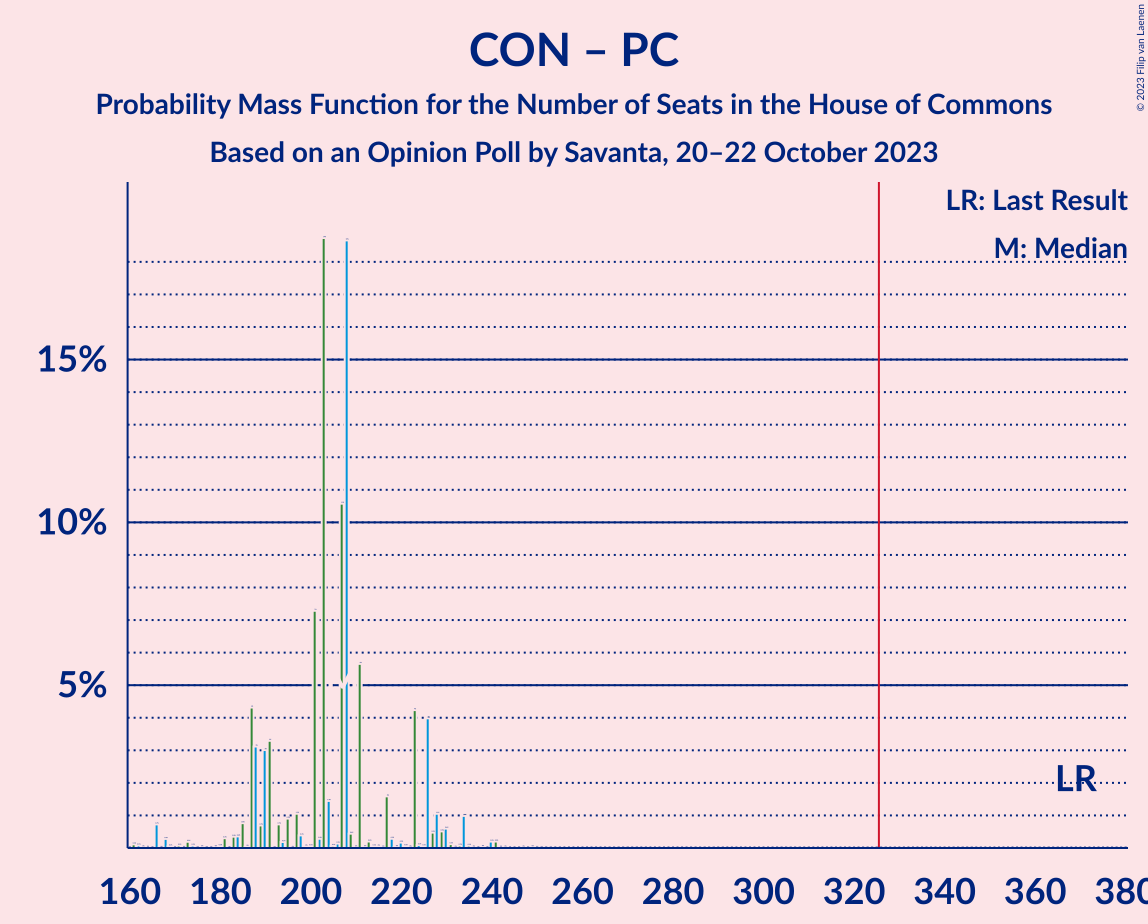 CON – PC
Probability Mass Function for the Number of Seats in the House of Commons
Based on an Opinion Poll by Savanta, 20–22 October 2023
© 2023 Filip van Laenen
LR: Last Result
M: Median
15%
10%
5%
LR
160 180 200 220 240 260 280 300 320 340 360 380